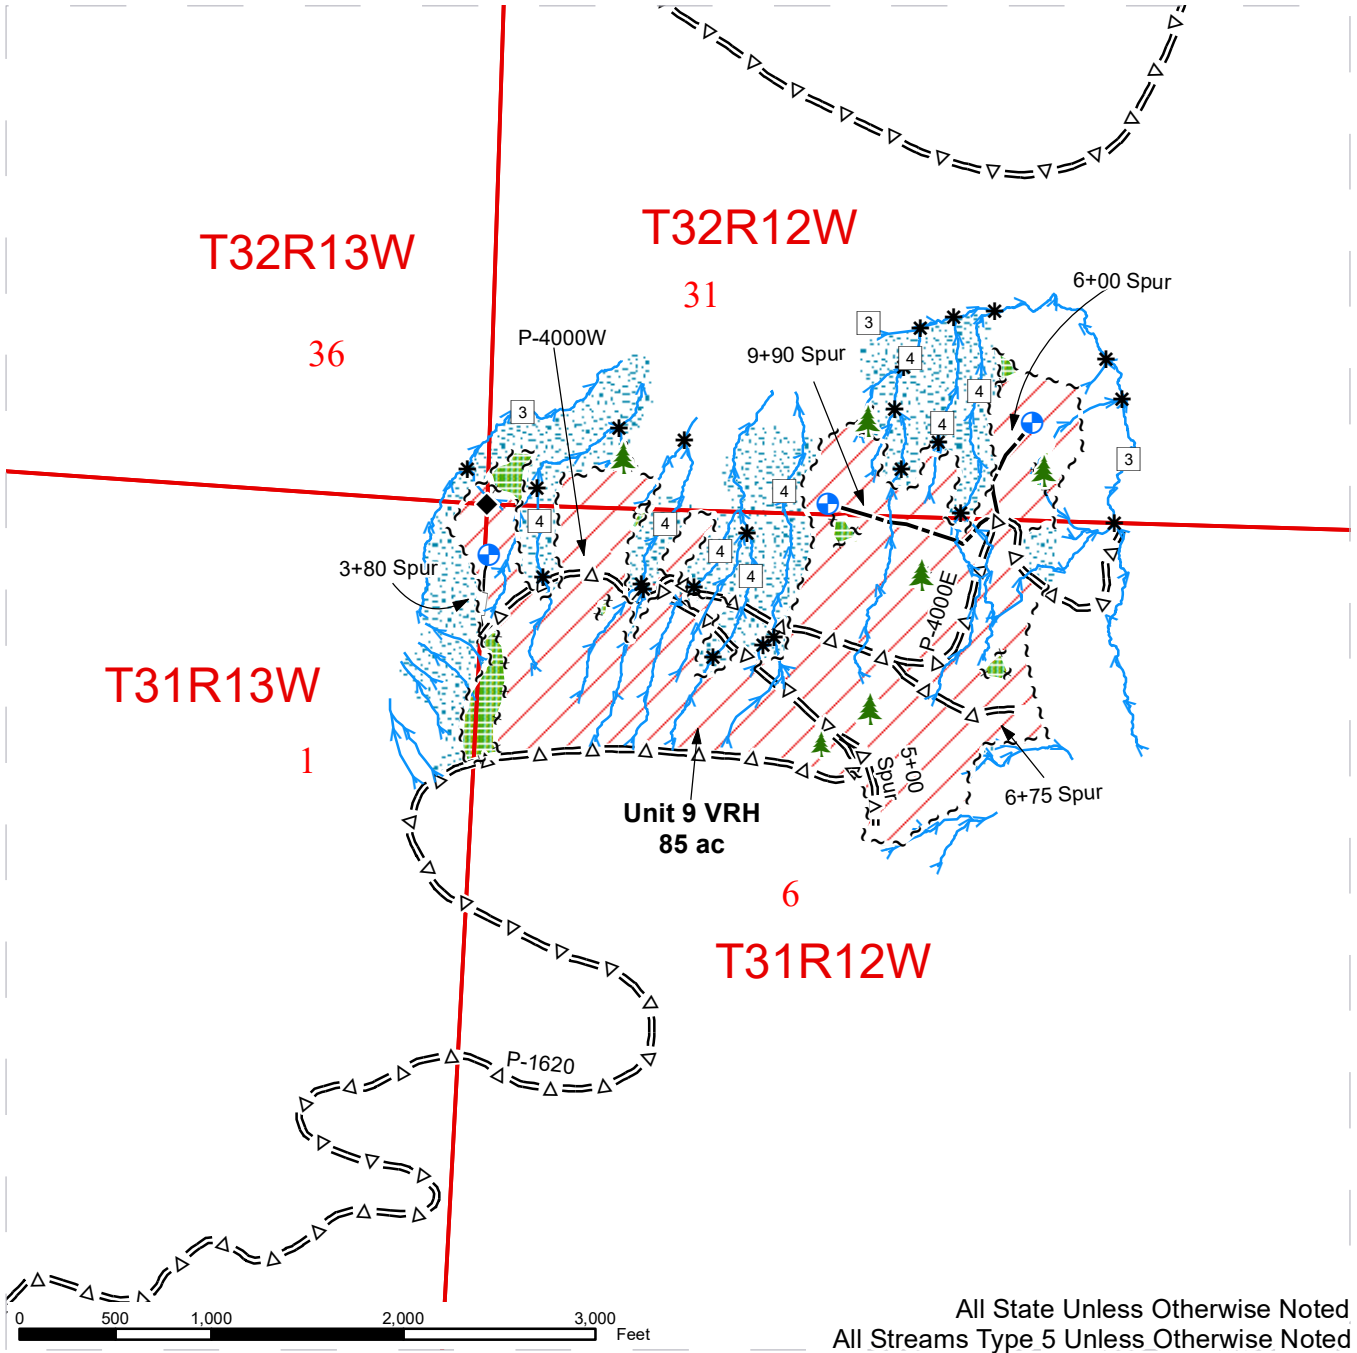 T32R13W
T32R12W
31
36
6+00 Spur
3
P-4000W
9+90 Spur
4
4
3
4
3
4
4
4
4
4
3+80 Spur
P-4000E
T31R13W
1
5+00
Spur
6+75 Spur
Unit 9 VRH
85 ac
6
T31R12W
P-1620
0 500 1,000 2,000 3,000
Feet
All State Unless Otherwise Noted
All Streams Type 5 Unless Otherwise Noted